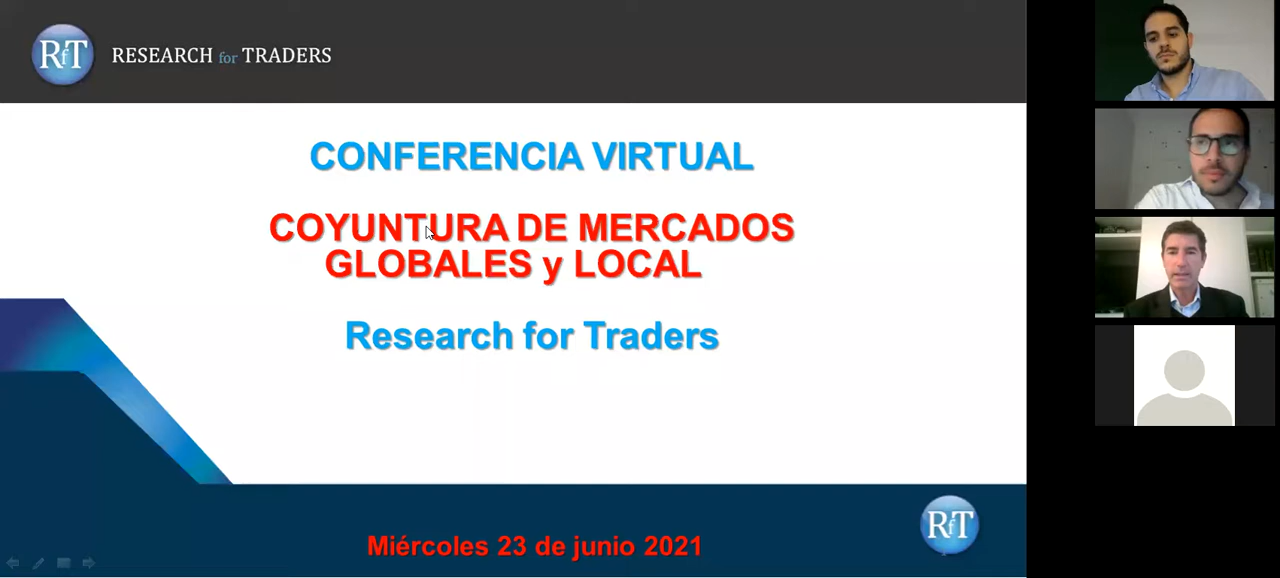 RfT RESEARCH for TRADERS
CONFERENCIA VIRTUAL
COYUNTURA DE MERCADOS
GLOBALES y LOCAL
Research for Traders
RfT
Miércoles 23 de junio 2021